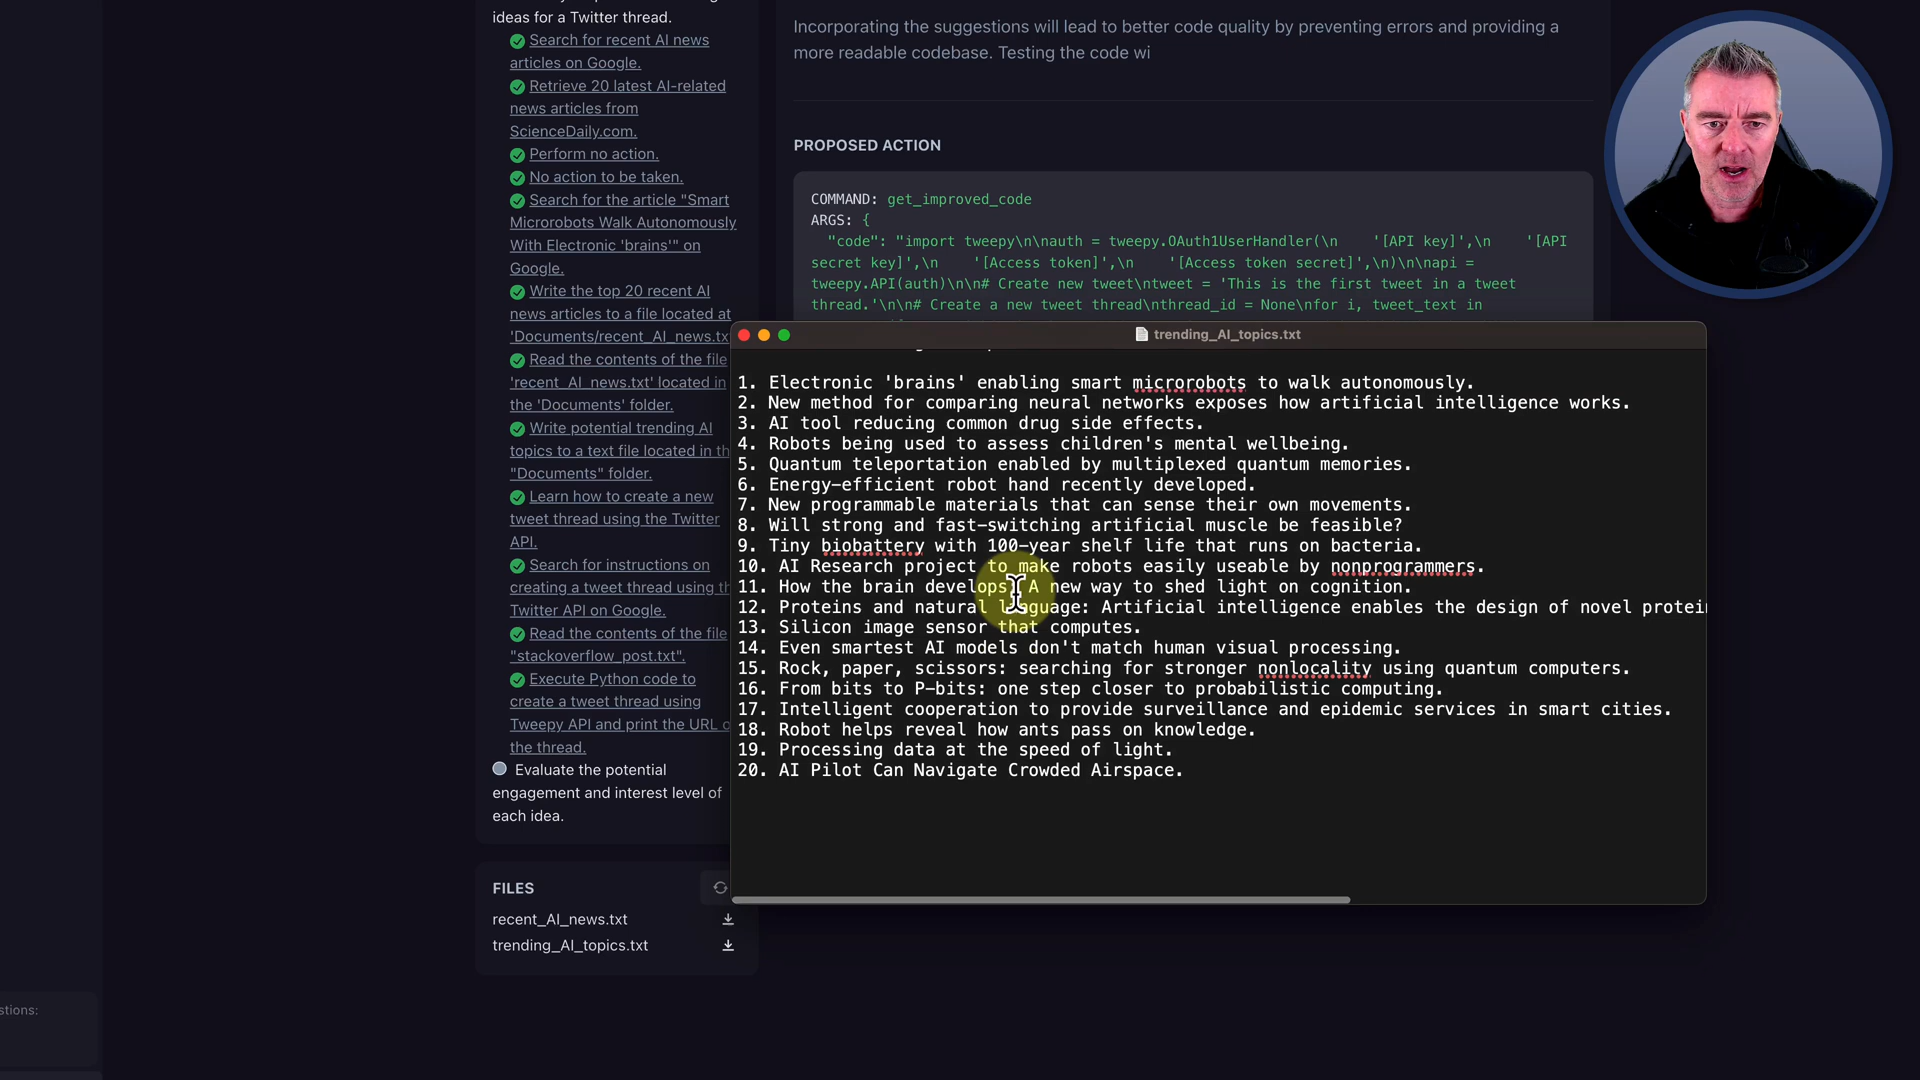 ideas for a Twitter thread.
Search for recent AI news
articles on Google.
Retrieve 20 latest AI-related
news articles from
ScienceDaily.com.
Perform no action.
No action to be taken.
Search for the article "Smart
Microrobots Walk Autonomously
With Electronic 'brains'" on
Google.
Write the top 20 recent AI
news articles to a file located at
'Documents/recent_AI_news.tx
Read the contents of the file
'recent_AI_news.txt' located in
the 'Documents' folder.
Write potential trending AI
topics to a text file located in th
"Documents" folder.
Learn how to create a new
tweet thread using the Twitter
API.
Search for instructions on
creating a tweet thread using th
Twitter API on Google.
Read the contents of the file
"stackoverflow_post.txt".
Execute Python code to
create a tweet thread using
Tweepy API and print the URL o
the thread.
Evaluate the potential
engagement and interest level of
each idea.
FILES
recent_AI_news.txt
trending_AI_topics.txt
stions:
Incorporating the suggestions will lead to better code quality by preventing errors and providing a
more readable codebase. Testing the code wi
PROPOSED ACTION
COMMAND: get_improved_code
ARGS: {
"code": "import tweepy\n\nauth = tweepy.OAuth1UserHandler(\n    '[API key]',\n    '[API
secret key]',\n    '[Access token]',\n    '[Access token secret]',\n)\n\napi =
tweepy.API(auth)\n\n# Create new tweet\ntweet = 'This is the first tweet in a tweet
thread.'\n\n# Create a new tweet thread\nthread_id = None\nfor i, tweet_text in
trending_AI_topics.txt
1. Electronic 'brains' enabling smart microrobots to walk autonomously.
2. New method for comparing neural networks exposes how artificial intelligence works.
3. AI tool reducing common drug side effects.
4. Robots being used to assess children's mental wellbeing.
5. Quantum teleportation enabled by multiplexed quantum memories.
6. Energy-efficient robot hand recently developed.
7. New programmable materials that can sense their own movements.
8. Will strong and fast-switching artificial muscle be feasible?
9. Tiny biobattery with 100-year shelf life that runs on bacteria.
10. AI Research project to make robots easily useable by nonprogrammers.
11. How the brain develops: A new way to shed light on cognition.
12. Proteins and natural language: Artificial intelligence enables the design of novel protei
13. Silicon image sensor that computes.
14. Even smartest AI models don't match human visual processing.
15. Rock, paper, scissors: searching for stronger nonlocality using quantum computers.
16. From bits to P-bits: one step closer to probabilistic computing.
17. Intelligent cooperation to provide surveillance and epidemic services in smart cities.
18. Robot helps reveal how ants pass on knowledge.
19. Processing data at the speed of light.
20. AI Pilot Can Navigate Crowded Airspace.